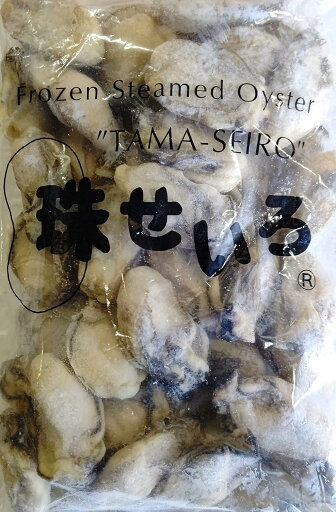 Frozen Steamed Oyster
"TAMA-SEIRO"
珠せいろ
®